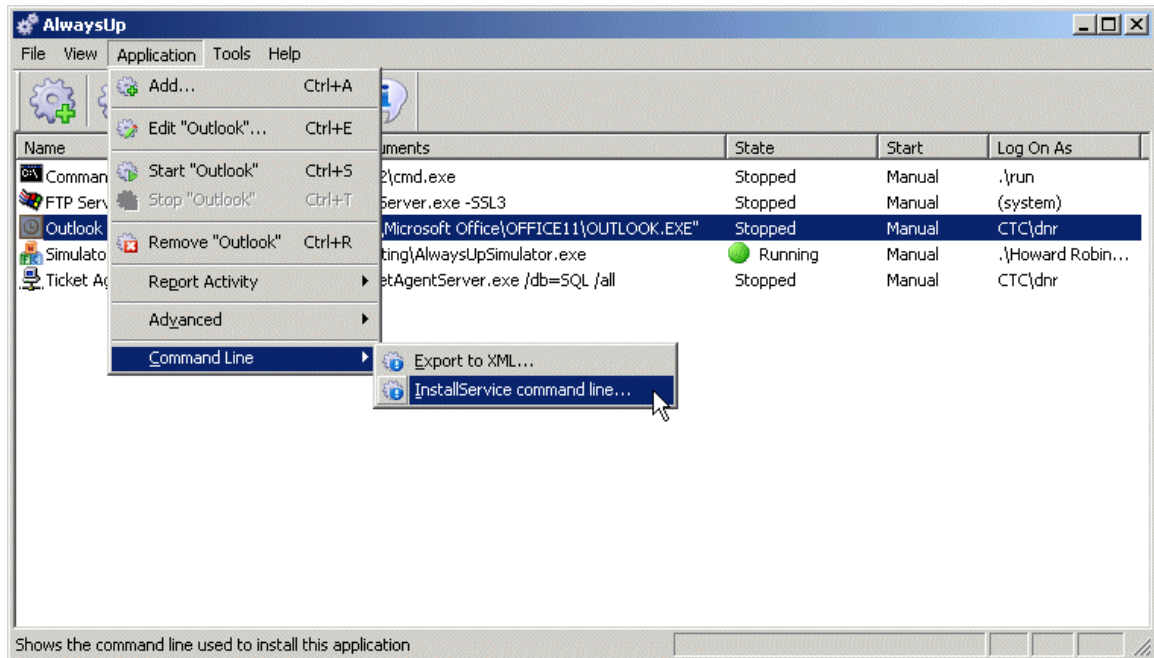 AlwaysUp
File View Application Tools Help
Add... Ctrl+A
Edit "Outlook"... Ctrl+E
Start "Outlook" Ctrl+S
Stop "Outlook" Ctrl+T
Remove "Outlook" Ctrl+R
Report Activity
Advanced
Command Line
Export to XML...
InstallService command line...
Name uments State Start Log On As
Comman 2\cmd.exe Stopped Manual .\run
FTP Serv Server.exe -SSL3 Stopped Manual (system)
Outlook \Microsoft Office\OFFICE11\OUTLOOK.EXE" Stopped Manual CTC\dnr
Simulato ting\AlwaysUpSimulator.exe Running Manual .\Howard Robin...
Ticket Ag etAgentServer.exe /db=SQL /all Stopped Manual CTC\dnr
Shows the command line used to install this application